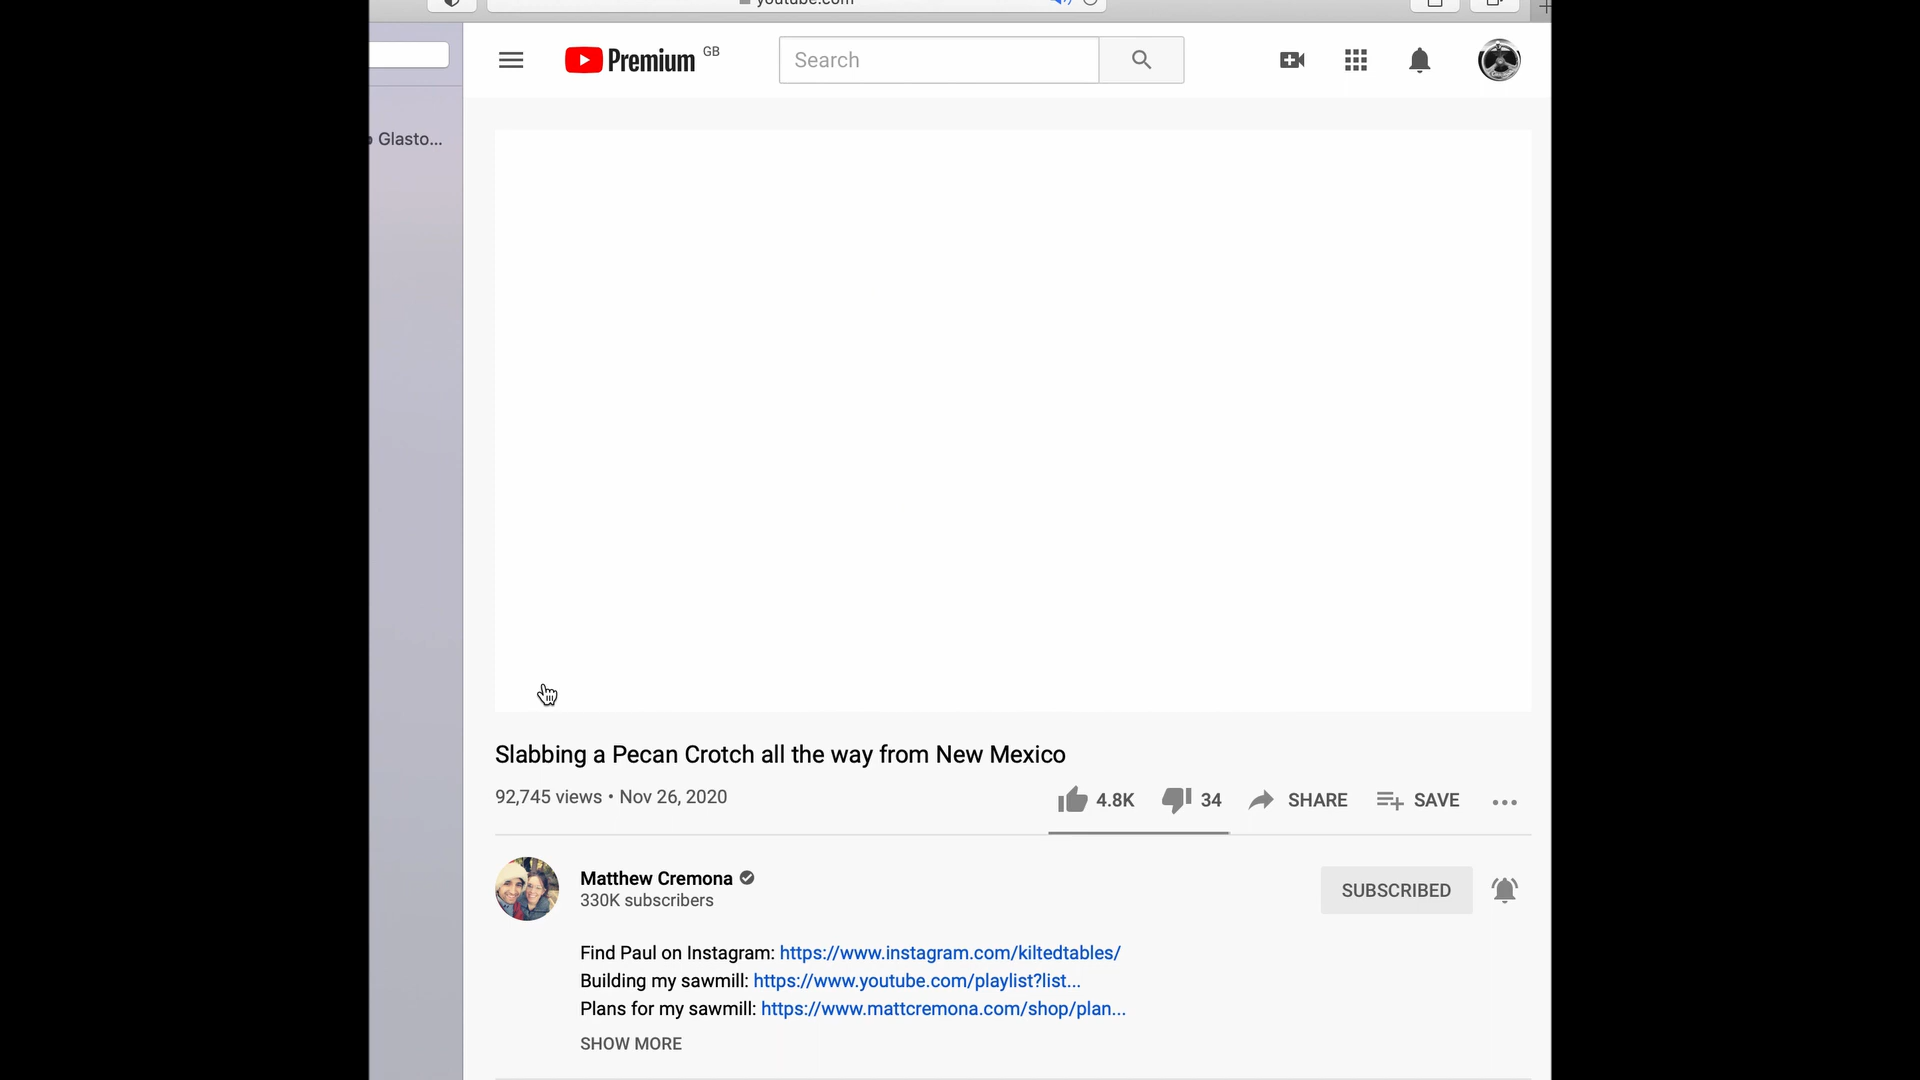 youtube.com
Premium GB
Search
Glasto...
Slabbing a Pecan Crotch all the way from New Mexico
92,745 views • Nov 26, 2020
4.8K
34
SHARE
SAVE
Matthew Cremona
330K subscribers
SUBSCRIBED
Find Paul on Instagram: https://www.instagram.com/kiltedtables/
Building my sawmill: https://www.youtube.com/playlist?list...
Plans for my sawmill: https://www.mattcremona.com/shop/plan...
SHOW MORE